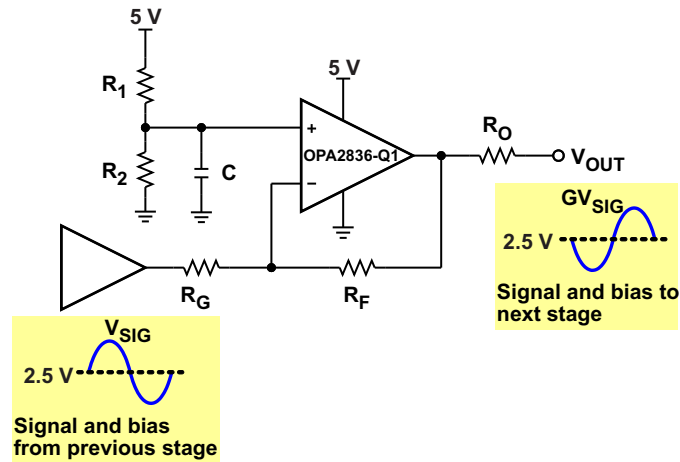 5 V
R1
5 V
+
OPA2836-Q1
−
RO
VOUT
R2
C
GVSIG
2.5 V
Signal and bias to
next stage
RG
RF
VSIG
2.5 V
Signal and bias
from previous stage